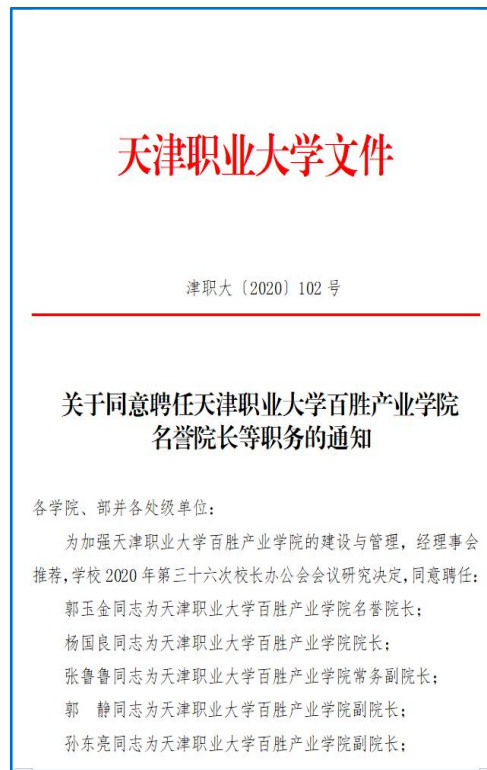 天津职业大学文件
津职大〔2020〕102 号
关于同意聘任天津职业大学百胜产业学院
名誉院长等职务的通知
各学院、部并各处级单位：
为加强天津职业大学百胜产业学院的建设与管理，经理事会
推荐，学校 2020 年第三十六次校长办公会会议研究决定，同意聘任：
郭玉金同志为天津职业大学百胜产业学院名誉院长；
杨国良同志为天津职业大学百胜产业学院院长；
张鲁鲁同志为天津职业大学百胜产业学院常务副院长；
郭　静同志为天津职业大学百胜产业学院副院长；
孙东亮同志为天津职业大学百胜产业学院副院长；